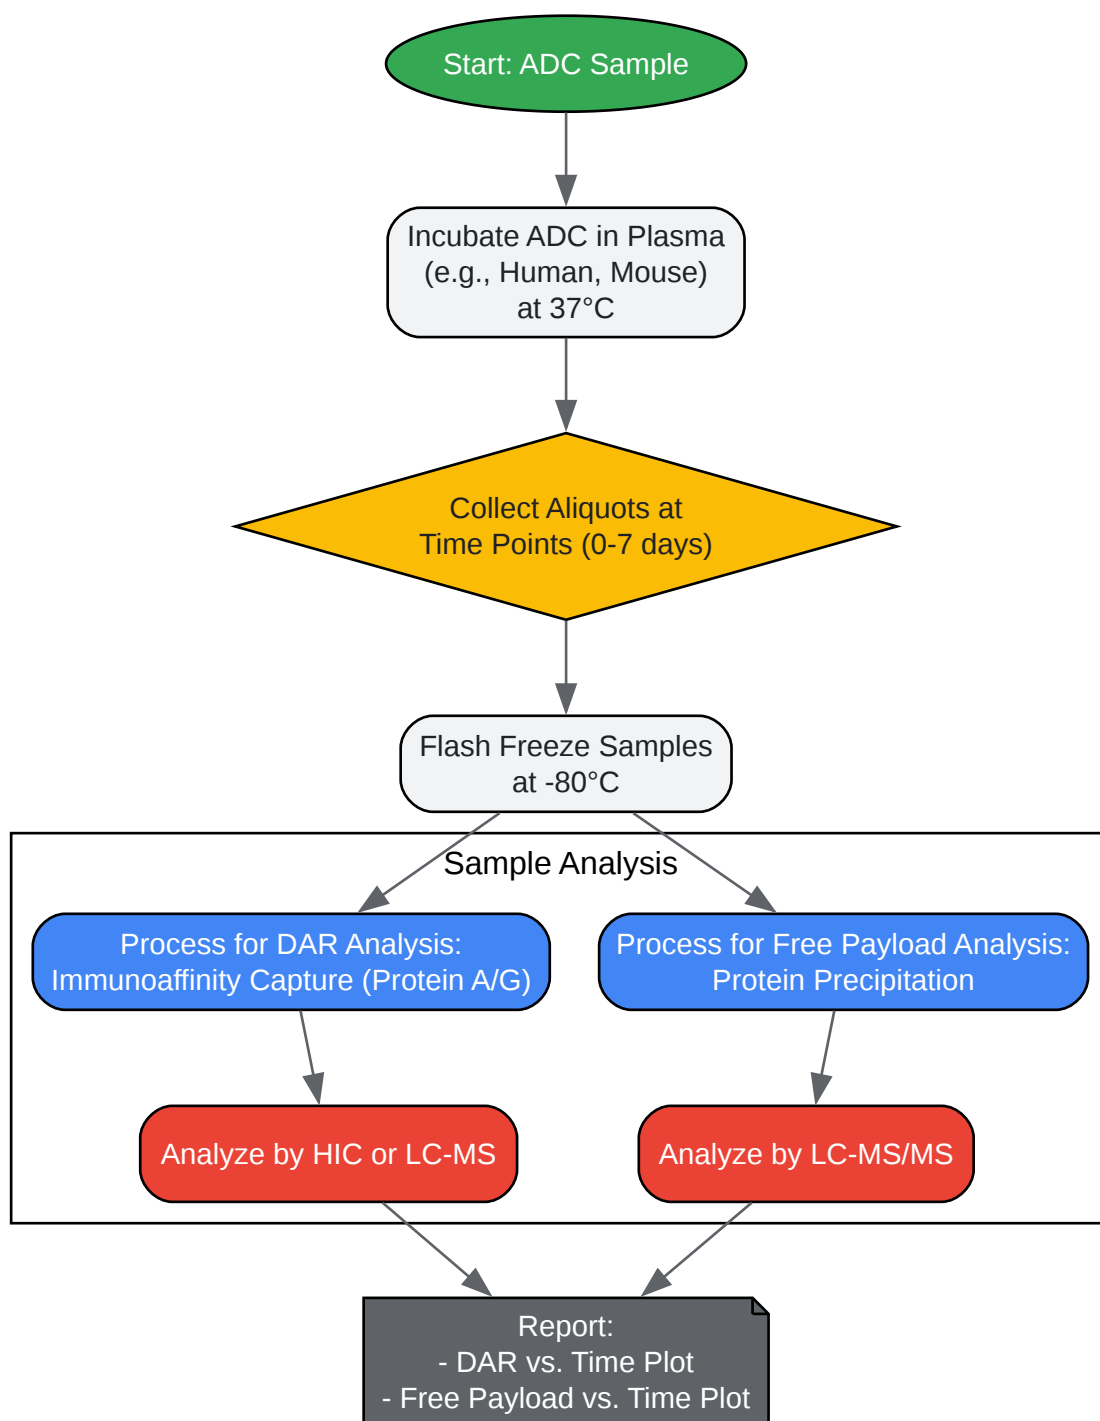 Start: ADC Sample
Incubate ADC in Plasma
(e.g., Human, Mouse)
at 37°C
Collect Aliquots at
Time Points (0-7 days)
Flash Freeze Samples
at -80°C
Sample Analysis
Process for DAR Analysis:
Immunoaffinity Capture (Protein A/G)
Process for Free Payload Analysis:
Protein Precipitation
Analyze by HIC or LC-MS
Analyze by LC-MS/MS
Report:
- DAR vs. Time Plot
- Free Payload vs. Time Plot